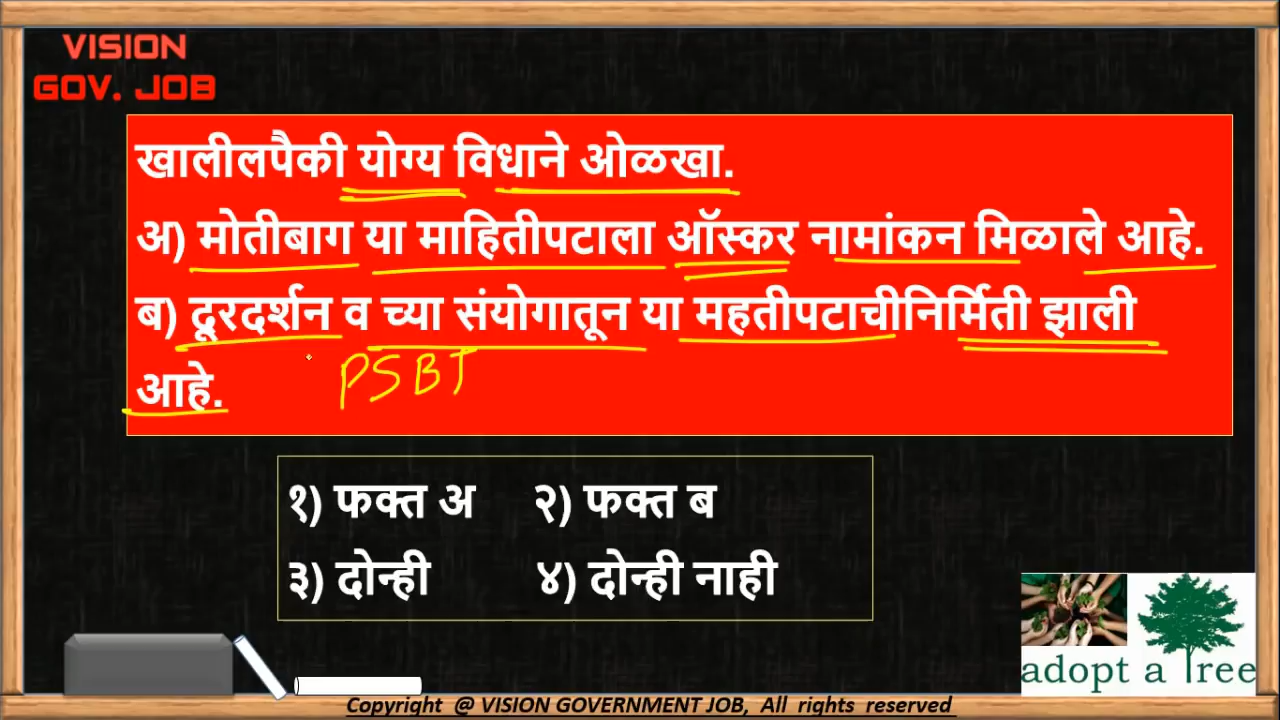 VISION
GOV. JOB
खालीलपैकी योग्य विधाने ओळखा.
अ) मोतीबाग या माहितीपटाला ऑस्कर नामांकन मिळाले आहे.
ब) दूरदर्शन व च्या संयोगातून या महतीपटाचीनिर्मिती झाली
आहे.
PSBT
१) फक्त अ २) फक्त ब
३) दोन्ही ४) दोन्ही नाही
adopt a Tree
Copyright @ VISION GOVERNMENT JOB, All rights reserved